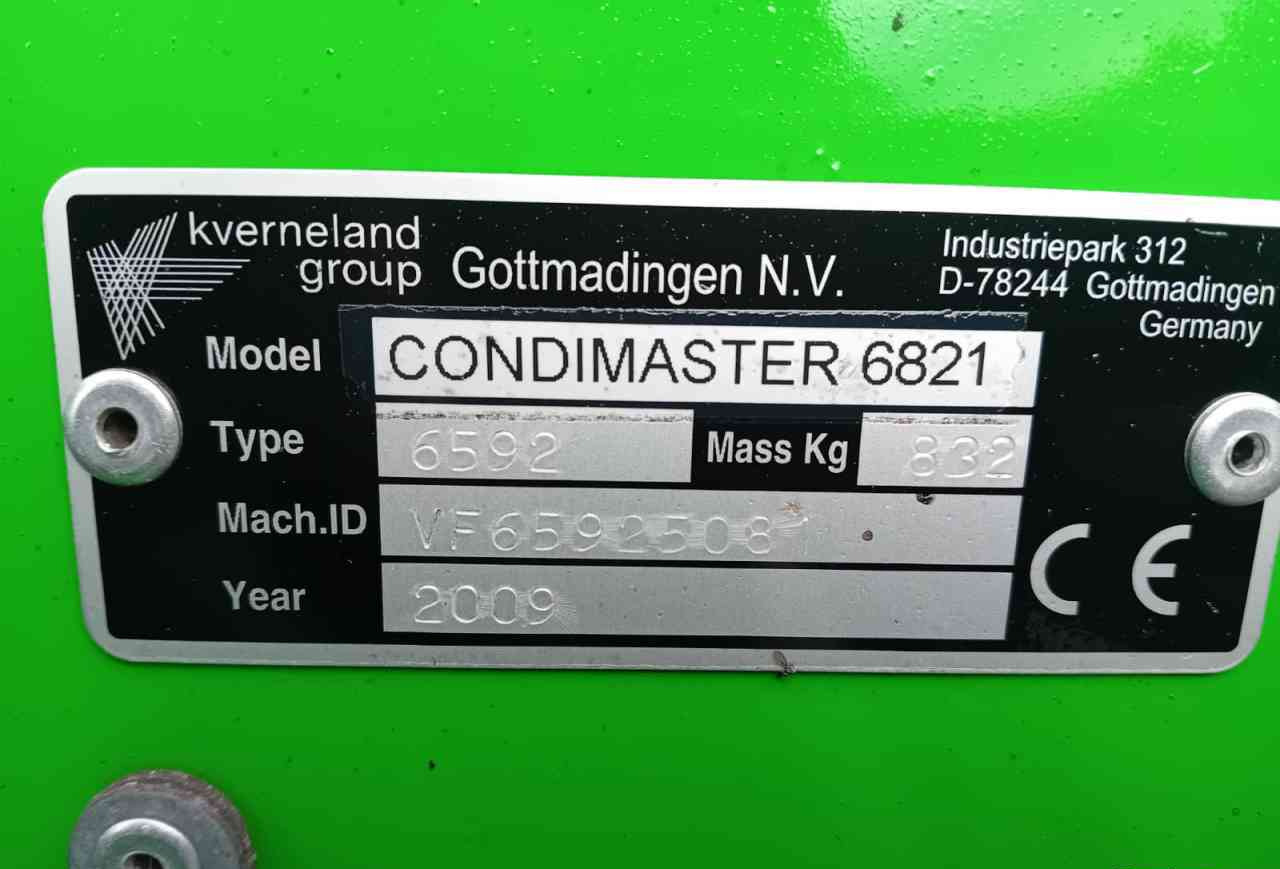 kverneland
group
Gottmadingen N.V.
Industriepark 312
D-78244 Gottmadingen
Germany
Model CONDIMASTER 6821
Type 6592 Mass Kg 832
Mach.ID VF6592508
Year 2009
CE